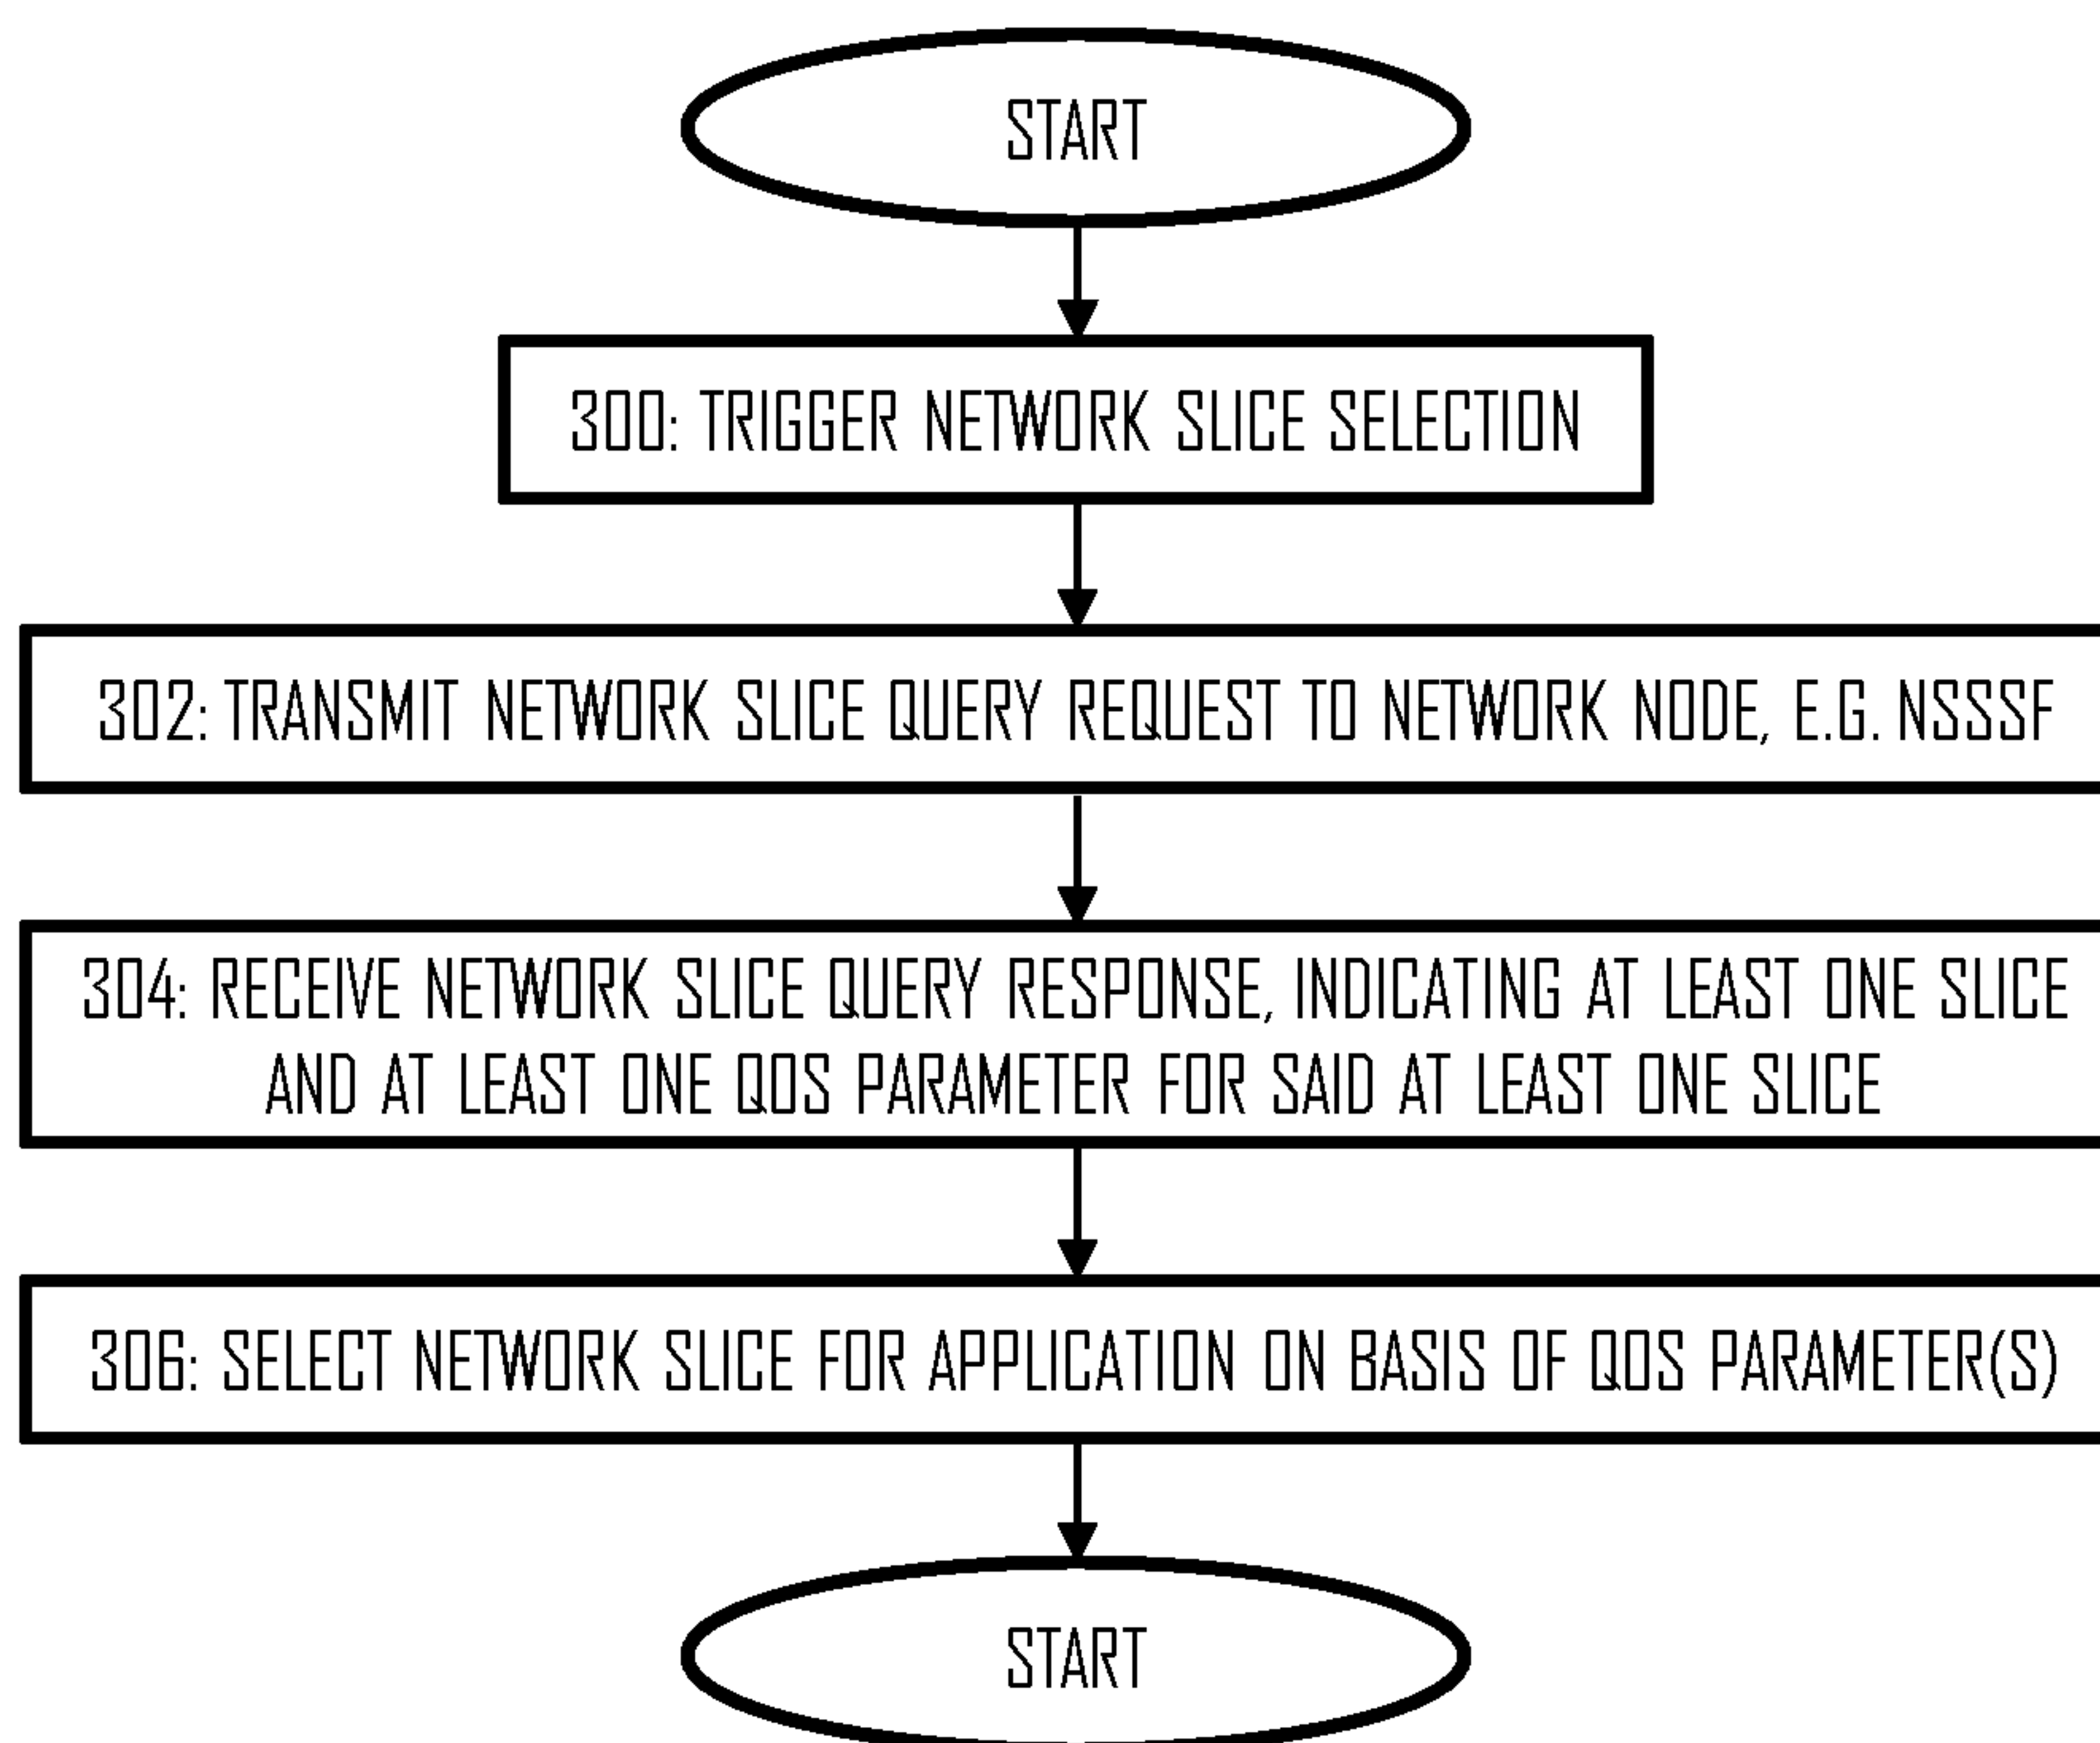 START
300: TRIGGER NETWORK SLICE SELECTION
302: TRANSMIT NETWORK SLICE QUERY REQUEST TO NETWORK NODE, E.G. NSSSF
304: RECEIVE NETWORK SLICE QUERY RESPONSE, INDICATING AT LEAST ONE SLICE
AND AT LEAST ONE QOS PARAMETER FOR SAID AT LEAST ONE SLICE
306: SELECT NETWORK SLICE FOR APPLICATION ON BASIS OF QOS PARAMETER(S)
START